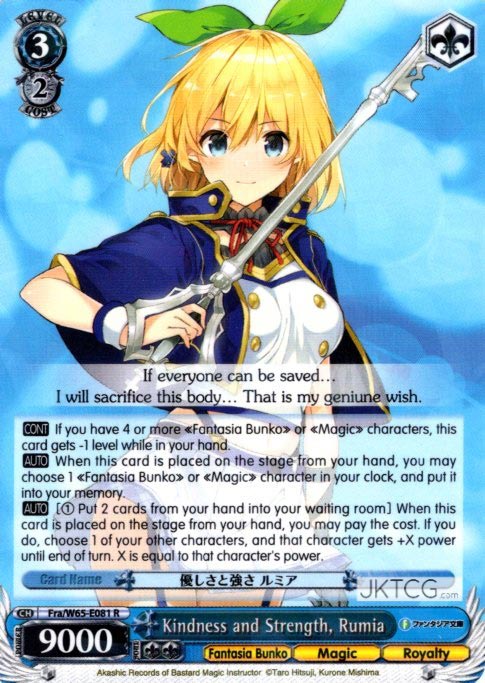 LEVEL
3
2
COST
If everyone can be saved...
I will sacrifice this body... That is my geniune wish.
CONT If you have 4 or more «Fantasia Bunko» or «Magic» characters, this
card gets -1 level while in your hand.
AUTO When this card is placed on the stage from your hand, you may
choose 1 «Fantasia Bunko» or «Magic» character in your clock, and put it
into your memory.
AUTO [① Put 2 cards from your hand into your waiting room] When this
card is placed on the stage from your hand, you may pay the cost. If you
do, choose 1 of your other characters, and that character gets +X power
until end of turn. X is equal to that character's power.
Card Name 優しさと強さ ルミア
JKTCG.com
CH Fra/W65-E081 R
Kindness and Strength, Rumia
ファンタジア文庫
POWER 9000 SOUL
Fantasia Bunko Magic Royalty
Akashic Records of Bastard Magic Instructor ©Taro Hitsuji, Kurone Mishima